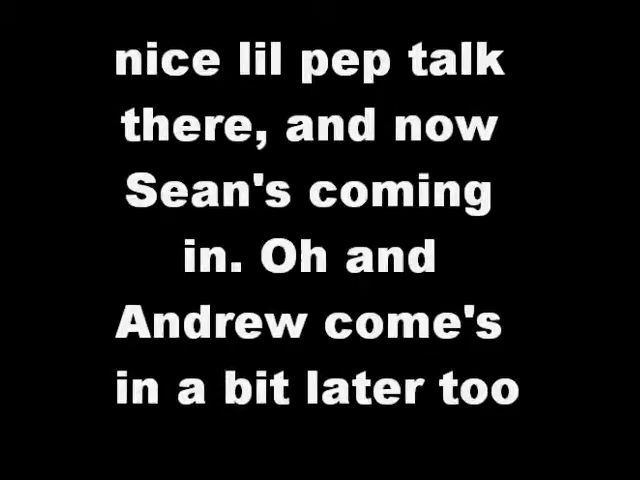 nice lil pep talk
there, and now
Sean's coming
in. Oh and
Andrew come's
in a bit later too